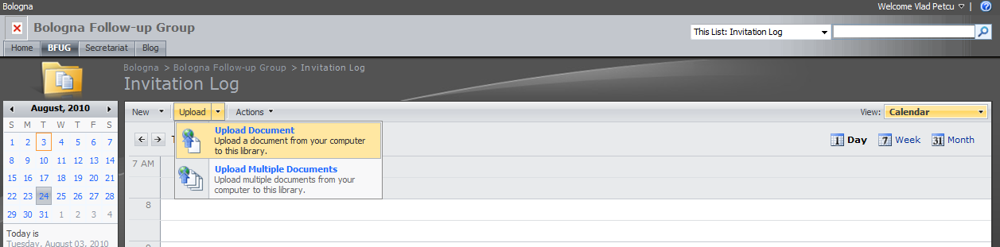 Bologna
Welcome Vlad Petcu
Bologna Follow-up Group
This List: Invitation Log
Home BFUG Secretariat Blog
Bologna > Bologna Follow-up Group > Invitation Log
Invitation Log
August, 2010
S M T W T F S
1 2 3 4 5 6 7
8 9 10 11 12 13 14
15 16 17 18 19 20 21
22 23 24 25 26 27 28
29 30 31 1 2 3 4
Today is
Tuesday, August 03, 2010
New Upload Actions View: Calendar
Upload Document
Upload a document from your computer
to this library.
Upload Multiple Documents
Upload multiple documents from your
computer to this library.
1 Day 7 Week 31 Month
7 AM
8